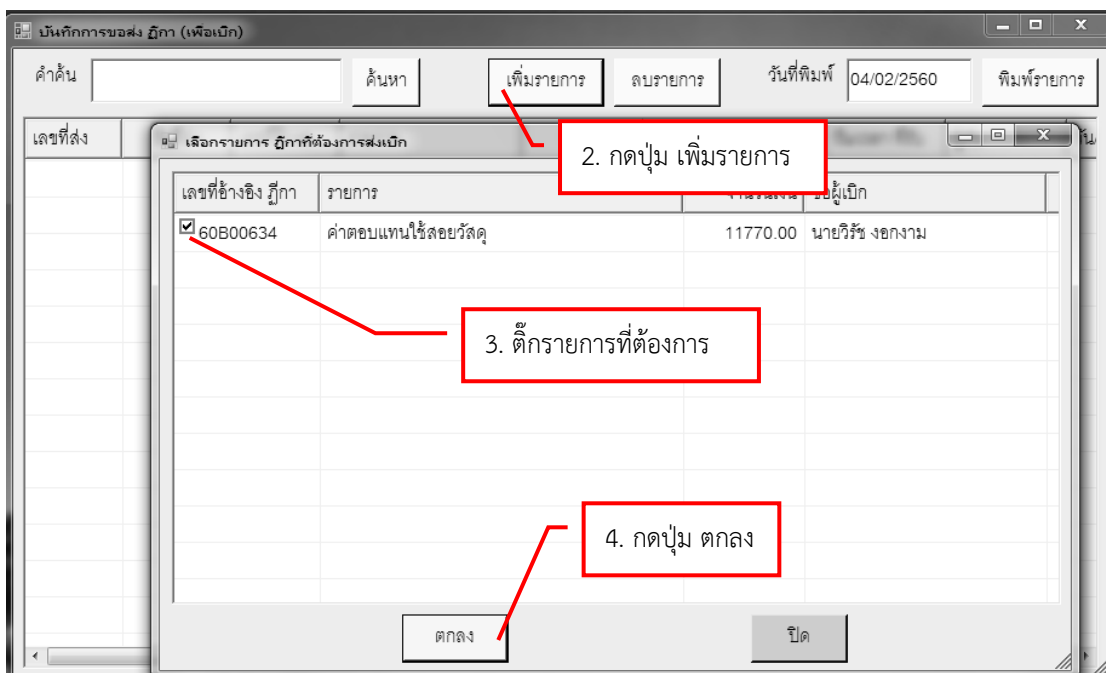 บันทึกการขอส่ง ฎีกา (เพื่อเบิก)
คำค้น ค้นหา เพิ่มรายการ ลบรายการ วันที่พิมพ์ 04/02/2560 พิมพ์รายการ
เลขที่ส่ง
เลือกรายการ ฎีกาที่ต้องการส่งเบิก
2. กดปุ่ม เพิ่มรายการ
เลขที่อ้างอิง ฎีกา รายการ จำนวนเงิน ชื่อผู้เบิก
60B00634 ค่าตอบแทนใช้สอยวัสดุ 11770.00 นายวิรัช งอกงาม
3. ติ๊กรายการที่ต้องการ
4. กดปุ่ม ตกลง
ตกลง ปิด